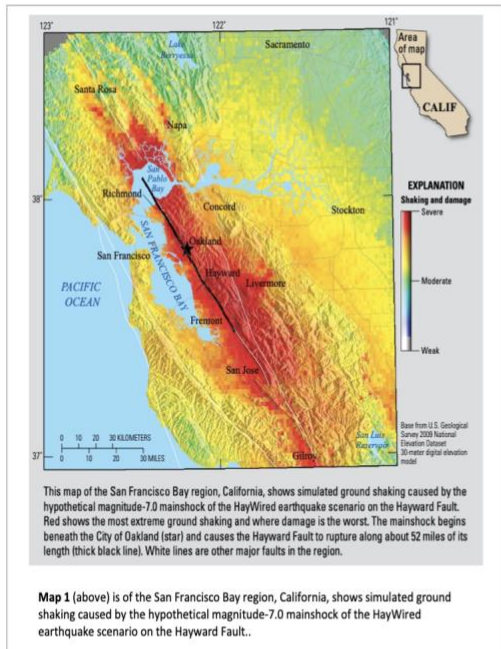 123°
122°
121°
Lake
Berryessa
Sacramento
Area
of map
CALIF
Santa Rosa
Napa
San
Pablo
Bay
Richmond
Concord
38°
Stockton
Oakland
San Francisco
SAN FRANCISCO BAY
Hayward
Livermore
PACIFIC
OCEAN
Fremont
San Jose
San Luis
Reservoir
Gilroy
37°
0 10 20 30 KILOMETERS
0 10 20 30 MILES
EXPLANATION
Shaking and damage
Severe
Moderate
Weak
Base from U.S. Geological
Survey 2009 National
Elevation Dataset
30-meter digital elevation
model
This map of the San Francisco Bay region, California, shows simulated ground shaking caused by the
hypothetical magnitude-7.0 mainshock of the HayWired earthquake scenario on the Hayward Fault.
Red shows the most extreme ground shaking and where damage is the worst. The mainshock begins
beneath the City of Oakland (star) and causes the Hayward Fault to rupture along about 52 miles of its
length (thick black line). White lines are other major faults in the region.
Map 1 (above) is of the San Francisco Bay region, California, shows simulated ground
shaking caused by the hypothetical magnitude-7.0 mainshock of the HayWired
earthquake scenario on the Hayward Fault..